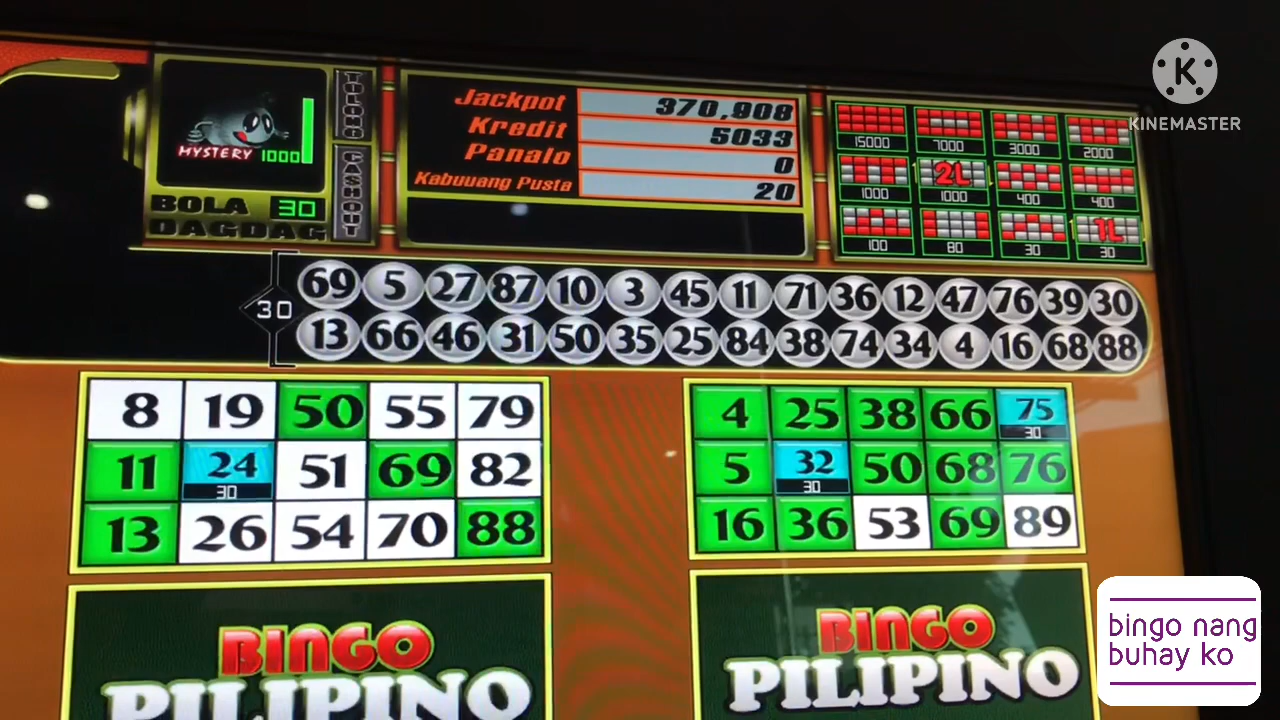 KINEMASTER
TULONG
CASHOUT
MYSTERY 1000
BOLA 30
DAGDAG
Jackpot 370,908
Kredit 5033
Panalo 0
Kabuuang Pusta 20
15000 7000 3000 2000
2L
1000 1000 400 400
1L
100 80 30 30
69 5 27 87 10 3 45 11 71 36 12 47 76 39 30
30
13 66 46 31 50 35 25 84 38 74 34 4 16 68 88
8 19 50 55 79
11 24 51 69 82
30
13 26 54 70 88
4 25 38 66 75
30
5 32 50 68 76
30
16 36 53 69 89
BINGO
PILIPINO
BINGO
PILIPINO
bingo nang
buhay ko